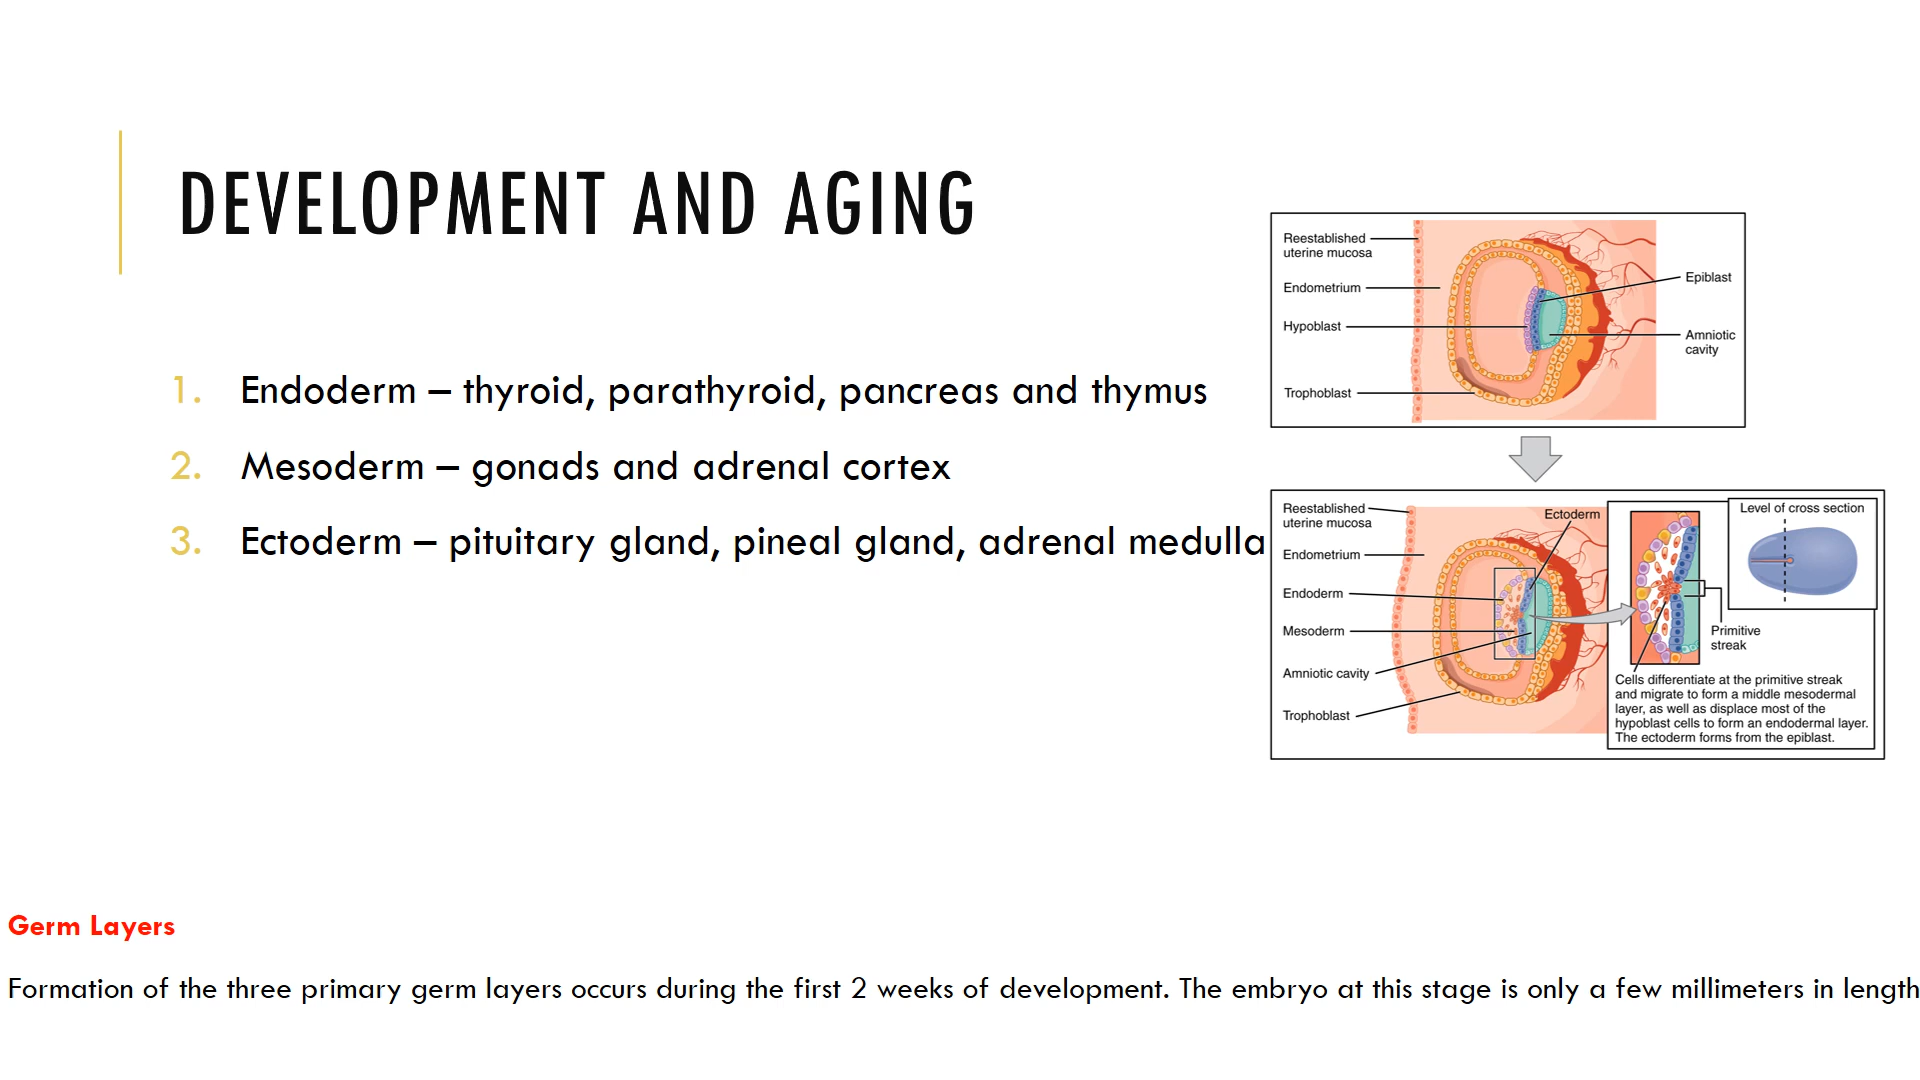 DEVELOPMENT AND AGING
1. Endoderm – thyroid, parathyroid, pancreas and thymus
2. Mesoderm – gonads and adrenal cortex
3. Ectoderm – pituitary gland, pineal gland, adrenal medulla
Reestablished
uterine mucosa
Endometrium
Hypoblast
Trophoblast
Epiblast
Amniotic
cavity
Reestablished
uterine mucosa
Endometrium
Endoderm
Mesoderm
Amniotic cavity
Trophoblast
Ectoderm
Level of cross section
Primitive
streak
Cells differentiate at the primitive streak
and migrate to form a middle mesodermal
layer, as well as displace most of the
hypoblast cells to form an endodermal layer.
The ectoderm forms from the epiblast.
Germ Layers
Formation of the three primary germ layers occurs during the first 2 weeks of development. The embryo at this stage is only a few millimeters in length